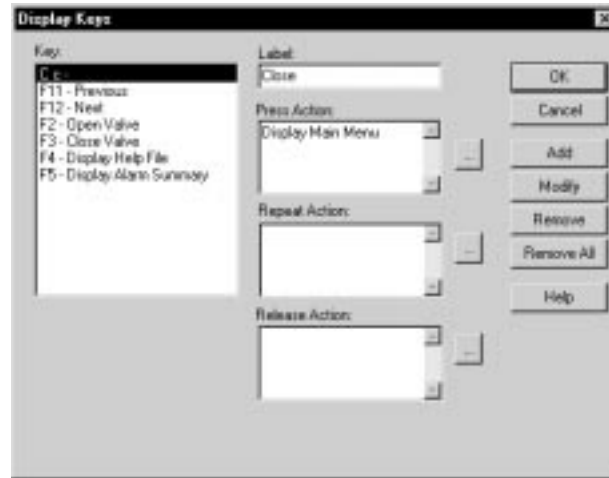 Display Keys
Key:
F11 - Previous
F12 - Next
F2 - Open Valve
F3 - Close Valve
F4 - Display Help File
F5 - Display Alarm Summary
Label:
Close
Press Action:
Display Main Menu
...
Repeat Action:
...
Release Action:
...
OK
Cancel
Add
Modify
Remove
Remove All
Help